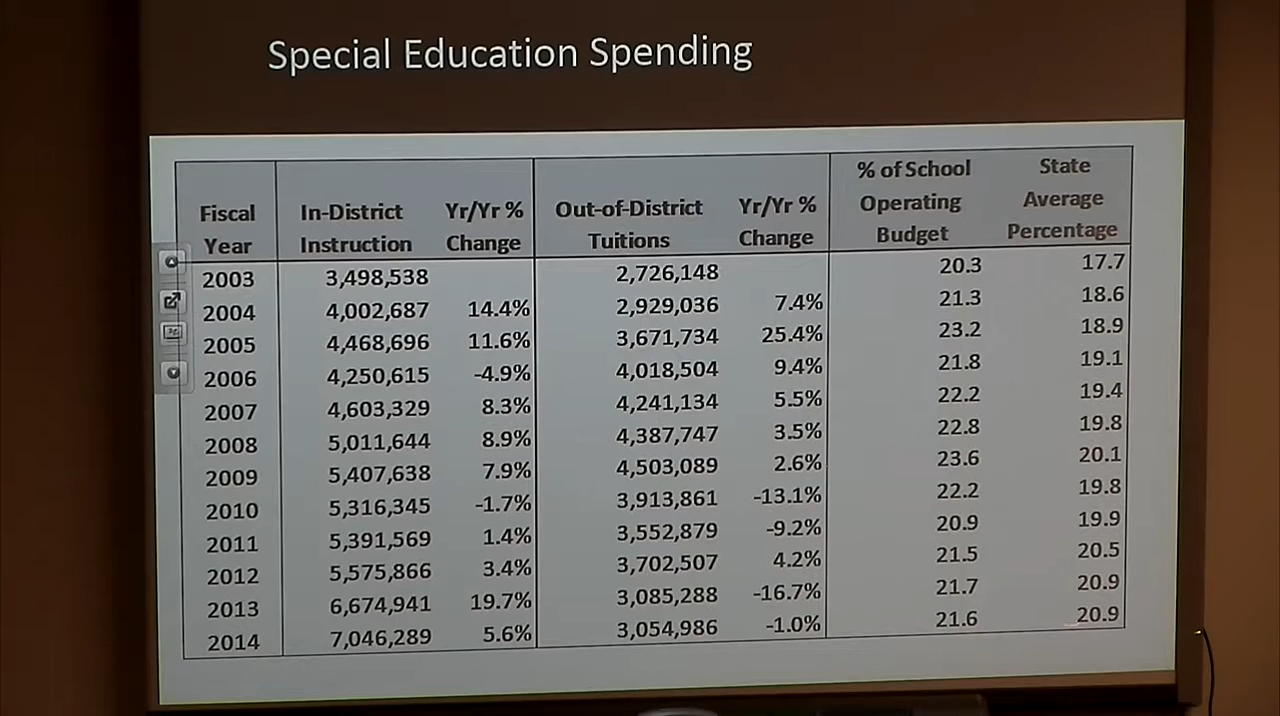 Special Education Spending
% of School State
Fiscal In-District Yr/Yr % Out-of-District Yr/Yr % Operating Average
Year Instruction Change Tuitions Change Budget Percentage
2003 3,498,538 2,726,148 20.3 17.7
2004 4,002,687 14.4% 2,929,036 7.4% 21.3 18.6
2005 4,468,696 11.6% 3,671,734 25.4% 23.2 18.9
2006 4,250,615 -4.9% 4,018,504 9.4% 21.8 19.1
2007 4,603,329 8.3% 4,241,134 5.5% 22.2 19.4
2008 5,011,644 8.9% 4,387,747 3.5% 22.8 19.8
2009 5,407,638 7.9% 4,503,089 2.6% 23.6 20.1
2010 5,316,345 -1.7% 3,913,861 -13.1% 22.2 19.8
2011 5,391,569 1.4% 3,552,879 -9.2% 20.9 19.9
2012 5,575,866 3.4% 3,702,507 4.2% 21.5 20.5
2013 6,674,941 19.7% 3,085,288 -16.7% 21.7 20.9
2014 7,046,289 5.6% 3,054,986 -1.0% 21.6 20.9